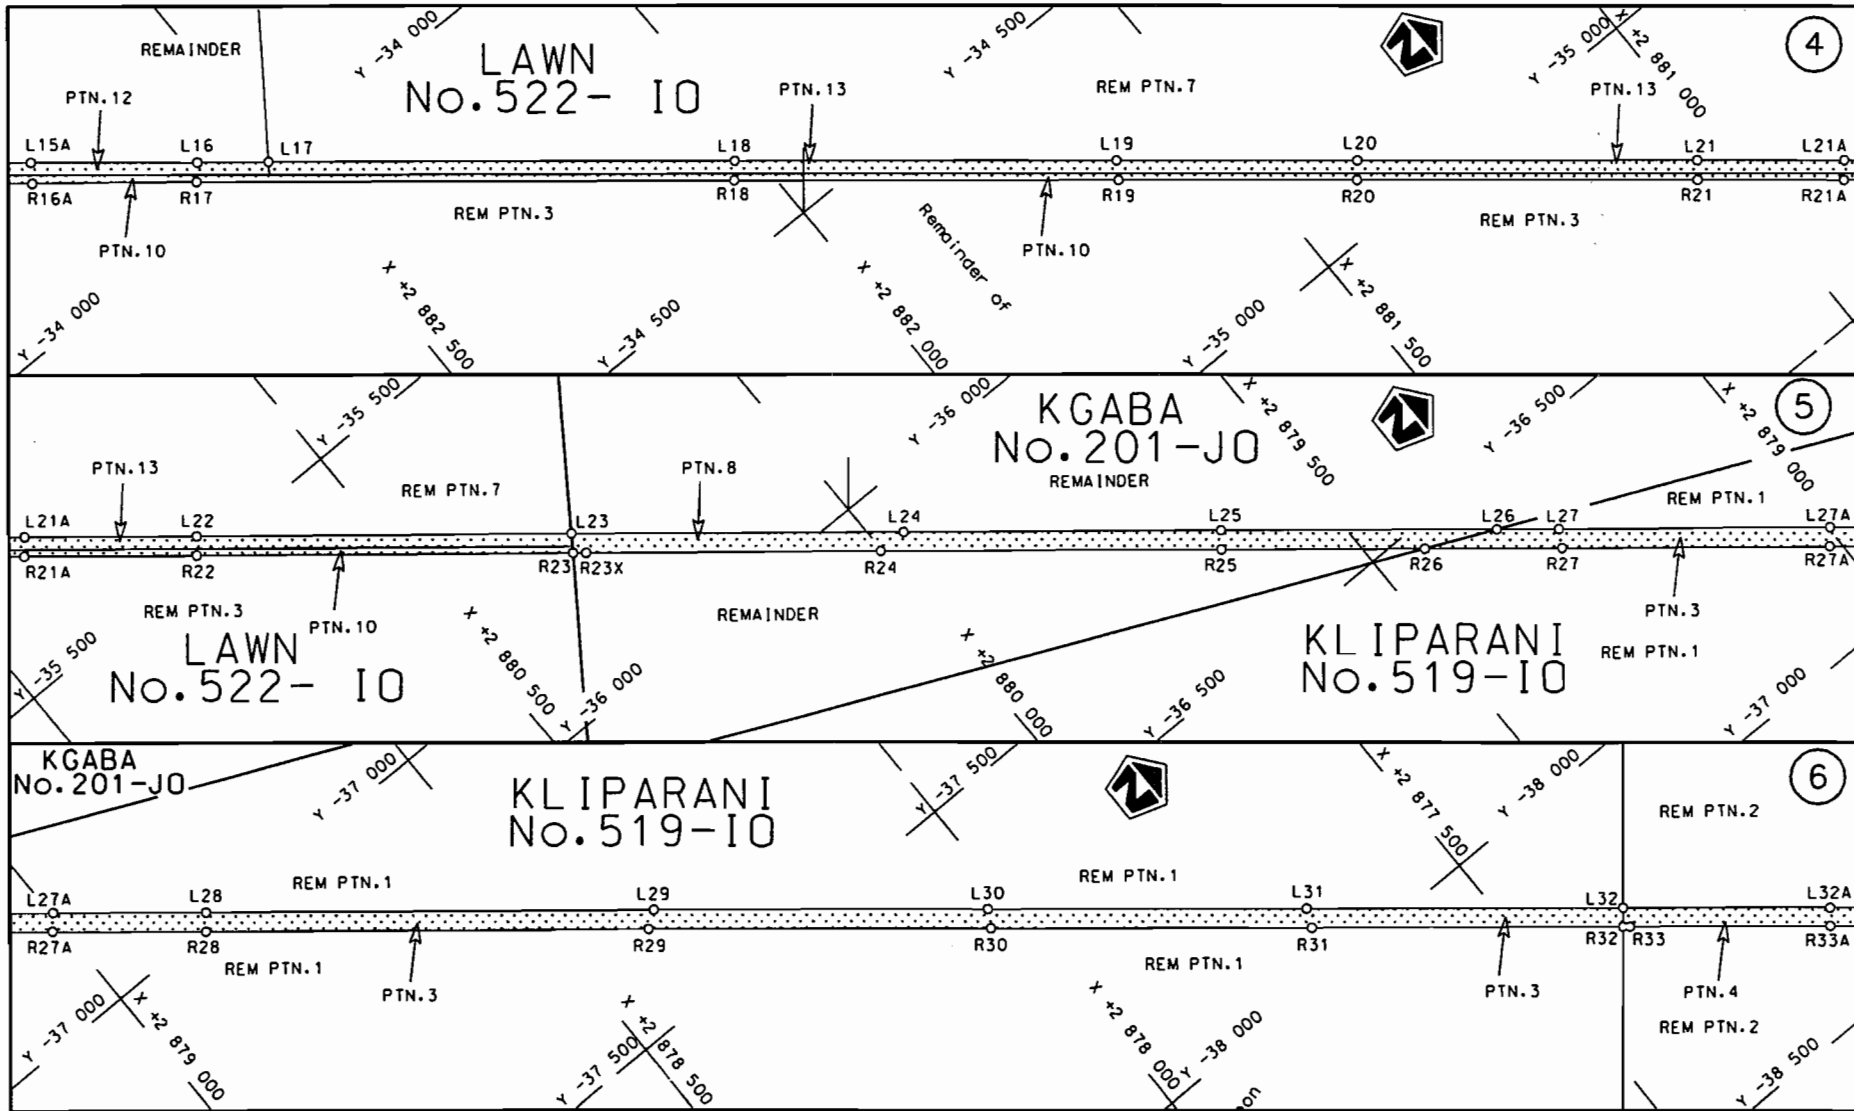 Y -34 000
Y -34 500
Y -35 000
X +2 881 000
4
REMAINDER
LAWN
No.522- IO
REM PTN.7
PTN.12
PTN.13
PTN.13
L15A
L16
L17
L18
L19
L20
L21
L21A
R16A
R17
R18
R19
R20
R21
R21A
REM PTN.3
REM PTN.3
PTN.10
Remainder of
PTN.10
Y -34 000
X +2 882 500
Y -34 500
X +2 882 000
Y -35 000
X +2 881 500
Y -35 500
Y -36 000
KGABA
No.201-JO
REMAINDER
X +2 879 500
Y -36 500
X +2 879 000
5
PTN.13
REM PTN.7
PTN.8
REM PTN.1
L21A
L22
L23
L24
L25
L26
L27
L27A
R21A
R22
R23
R23X
R24
R25
R26
R27
R27A
REM PTN.3
PTN.10
REMAINDER
PTN.3
LAWN
No.522- IO
KLIPARANI
No.519-IO
REM PTN.1
Y -35 500
X +2 880 500
Y -36 000
X +2 880 000
Y -36 500
Y -37 000
KGABA
No.201-JO
Y -37 000
KLIPARANI
No.519-IO
Y -37 500
X +2 877 500
Y -38 000
6
REM PTN.2
REM PTN.1
REM PTN.1
L27A
L28
L29
L30
L31
L32
L32A
R27A
R28
R29
R30
R31
R32
R33
R33A
REM PTN.1
PTN.3
REM PTN.1
PTN.3
PTN.4
REM PTN.2
Y -37 000
X +2 879 000
Y -37 500
X +2 878 500
X +2 878 000
Y -38 000
Y -38 500